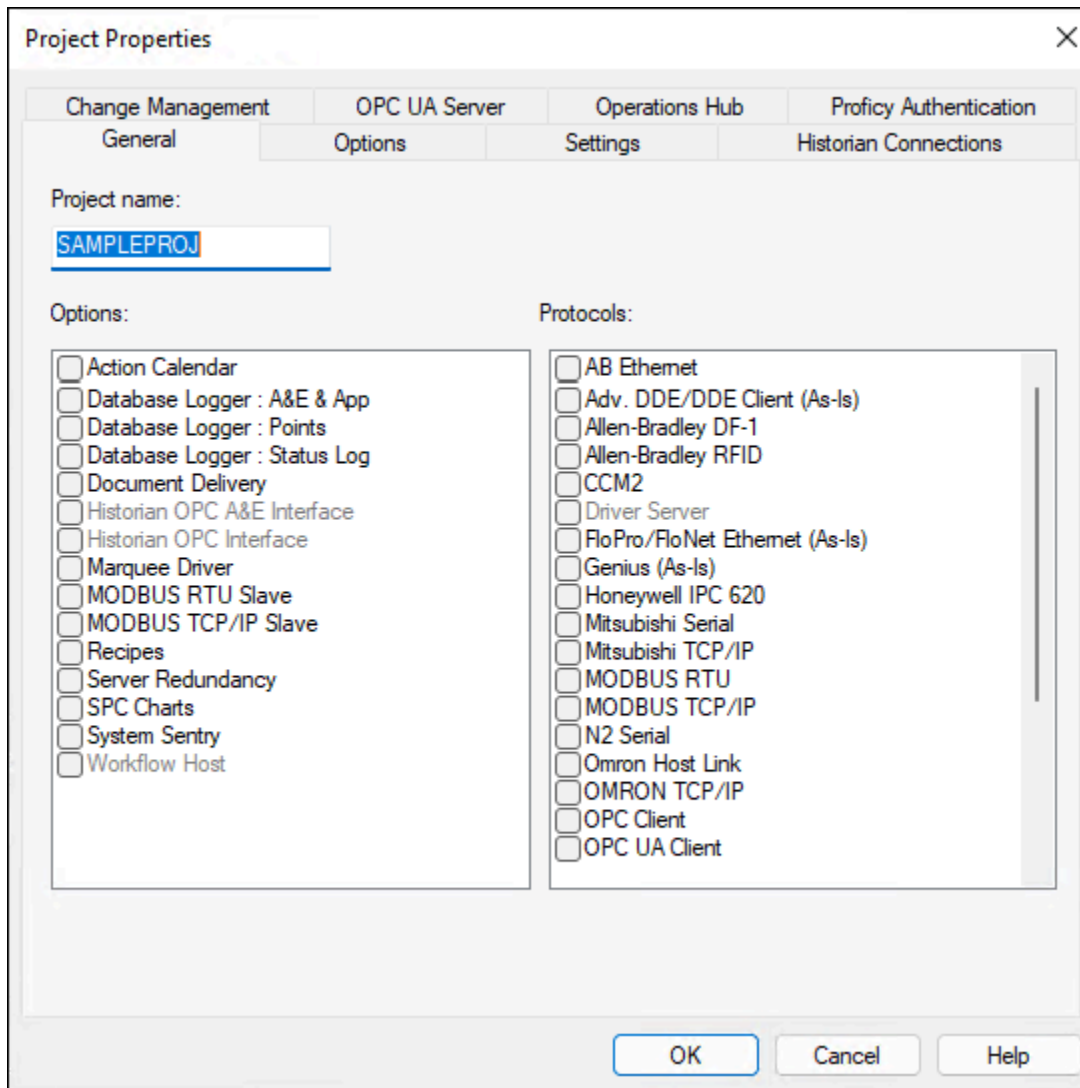 Project Properties
Change Management OPC UA Server Operations Hub Proficy Authentication
General Options Settings Historian Connections
Project name:
SAMPLEPROJ
Options:
Action Calendar
Database Logger : A&E & App
Database Logger : Points
Database Logger : Status Log
Document Delivery
Historian OPC A&E Interface
Historian OPC Interface
Marquee Driver
MODBUS RTU Slave
MODBUS TCP/IP Slave
Recipes
Server Redundancy
SPC Charts
System Sentry
Workflow Host
Protocols:
AB Ethernet
Adv. DDE/DDE Client (As-Is)
Allen-Bradley DF-1
Allen-Bradley RFID
CCM2
Driver Server
FloPro/FloNet Ethernet (As-Is)
Genius (As-Is)
Honeywell IPC 620
Mitsubishi Serial
Mitsubishi TCP/IP
MODBUS RTU
MODBUS TCP/IP
N2 Serial
Omron Host Link
OMRON TCP/IP
OPC Client
OPC UA Client
OK Cancel Help